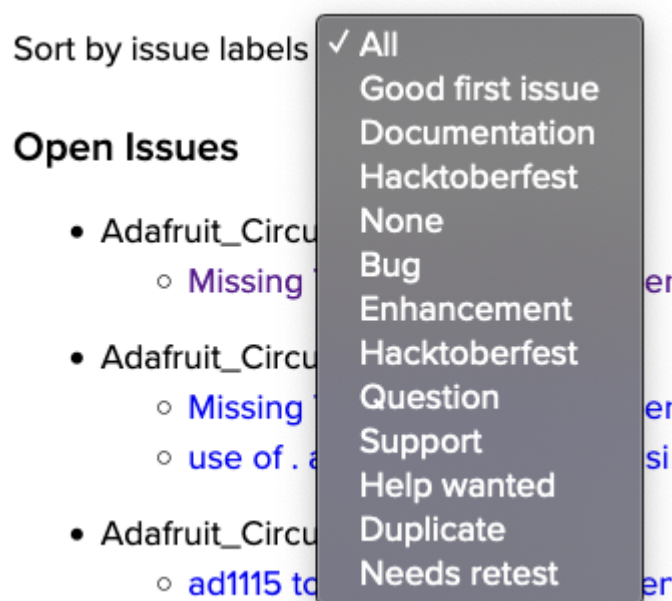 Sort by issue labels ✓ All
Good first issue
Documentation
Hacktoberfest
None
Bug
Enhancement
Hacktoberfest
Question
Support
Help wanted
Duplicate
Needs retest
Open Issues
Adafruit_Circu
Missing
Adafruit_Circu
Missing
use of . a
si
Adafruit_Circu
ad1115 to